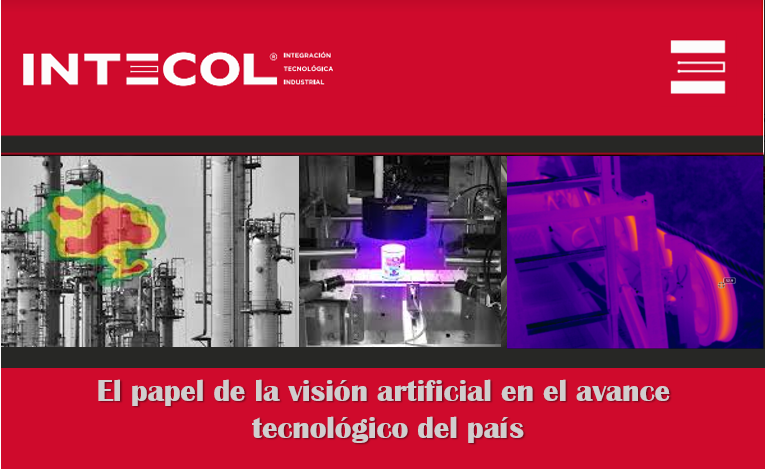 INTECOL®
INTEGRACIÓN
TECNOLÓGICA
INDUSTRIAL
El papel de la visión artificial en el avance
tecnológico del país